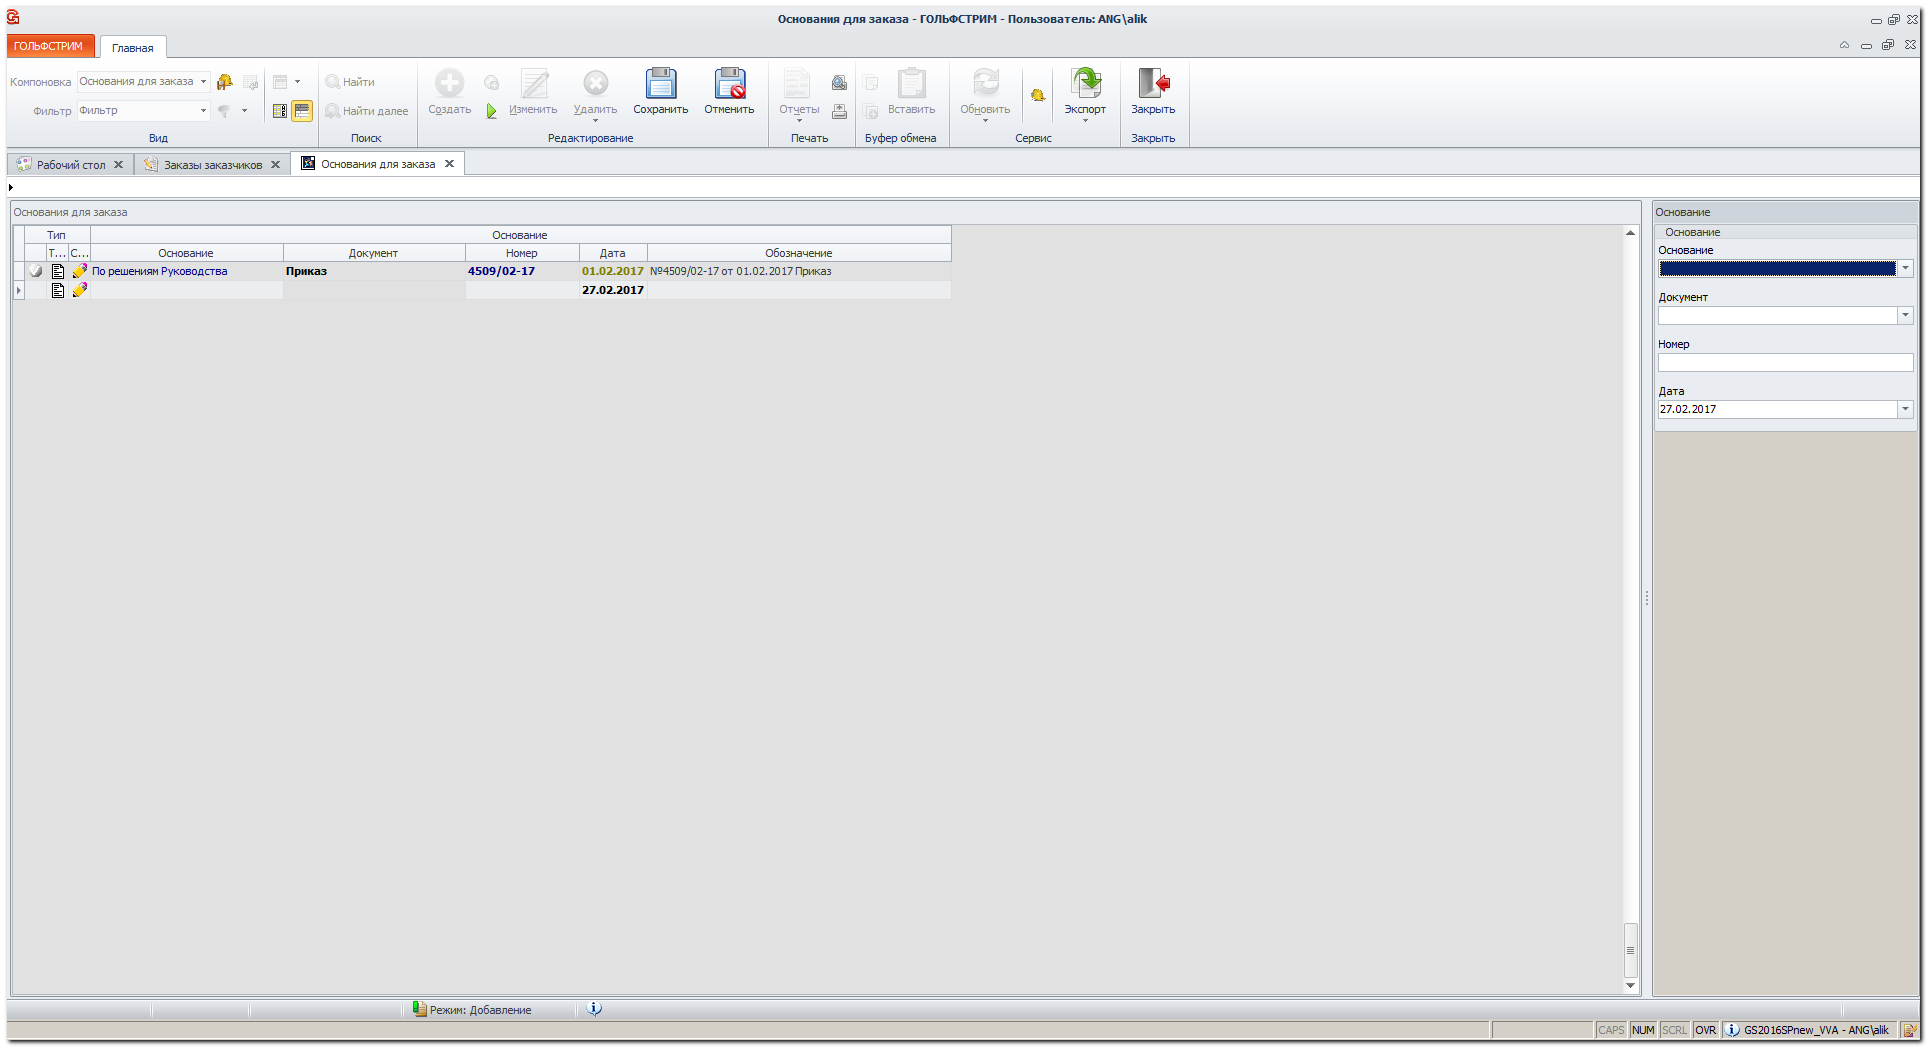 Основания для заказа - ГОЛЬФСТРИМ - Пользователь: ANG\alik
ГОЛЬФСТРИМ Главная
Компоновка Основания для заказа
Фильтр Фильтр
Вид
Найти
Найти далее
Поиск
Создать Изменить Удалить Сохранить Отменить
Редактирование
Отчеты
Печать
Вставить
Буфер обмена
Обновить Экспорт
Сервис
Закрыть
Закрыть
Рабочий стол Заказы заказчиков Основания для заказа
Основания для заказа
Тип Основание
Т... С... Основание Документ Номер Дата Обозначение
По решениям Руководства Приказ 4509/02-17 01.02.2017 №4509/02-17 от 01.02.2017 Приказ
27.02.2017
Основание
Основание
Основание
Документ
Номер
Дата
27.02.2017
Режим: Добавление
CAPS NUM SCRL OVR GS2016SPnew_VVA - ANG\alik